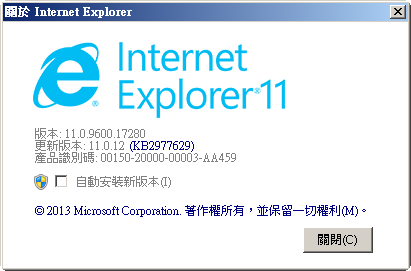 關於 Internet Explorer
Internet
Explorer®11
版本: 11.0.9600.17280
更新版本: 11.0.12 (KB2977629)
產品識別碼: 00150-20000-00003-AA459
自動安裝新版本(I)
© 2013 Microsoft Corporation. 著作權所有，並保留一切權利(M)。
關閉(C)